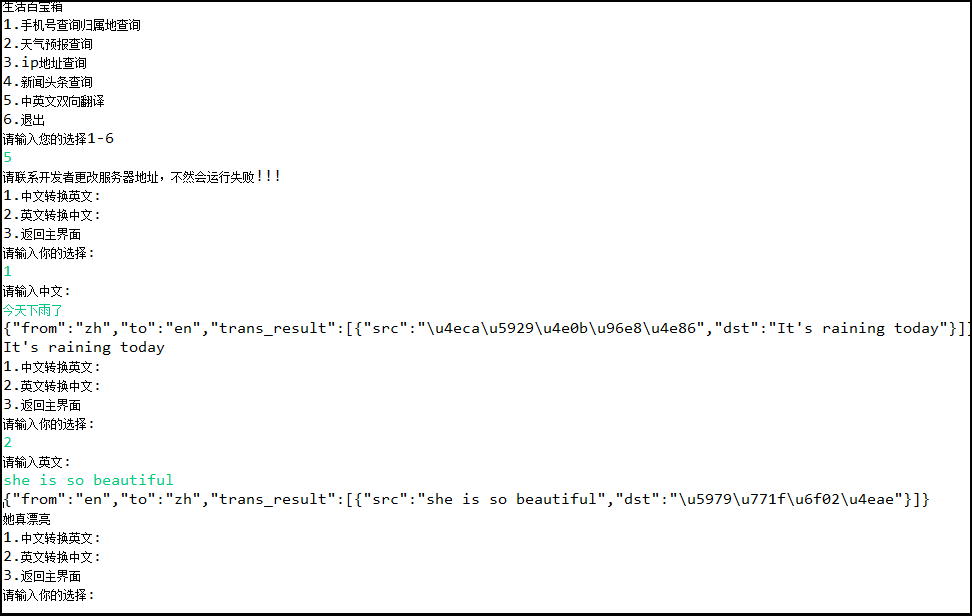 生活百宝箱
1.手机号查询归属地查询
2.天气预报查询
3.ip地址查询
4.新闻头条查询
5.中英文双向翻译
6.退出
请输入您的选择1-6
5
请联系开发者更改服务器地址，不然会运行失败!!!
1.中文转换英文:
2.英文转换中文:
3.返回主界面
请输入你的选择:
1
请输入中文:
今天下雨了
{"from":"zh","to":"en","trans_result":[{"src":"\u4eca\u5929\u4e0b\u96e8\u4e86","dst":"It's raining today"}]}
It's raining today
1.中文转换英文:
2.英文转换中文:
3.返回主界面
请输入你的选择:
2
请输入英文:
she is so beautiful
{"from":"en","to":"zh","trans_result":[{"src":"she is so beautiful","dst":"\u5979\u771f\u6f02\u4eae"}]}
她真漂亮
1.中文转换英文:
2.英文转换中文:
3.返回主界面
请输入你的选择: